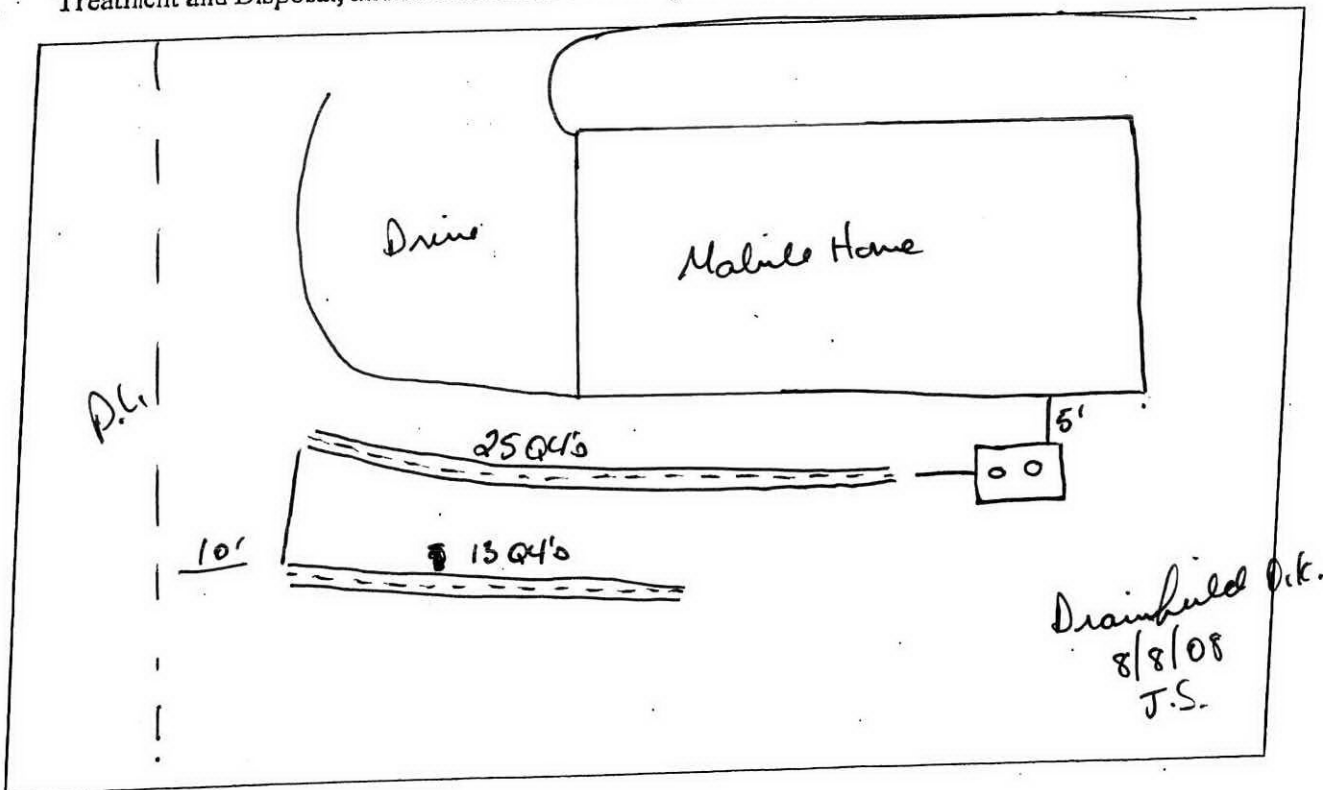 Treatment and Disposal,
Drive
Mobile Home
P.L.
5'
25 Q4's
10'
13 Q4's
Drainfield O.K.
8/8/08
J.S.